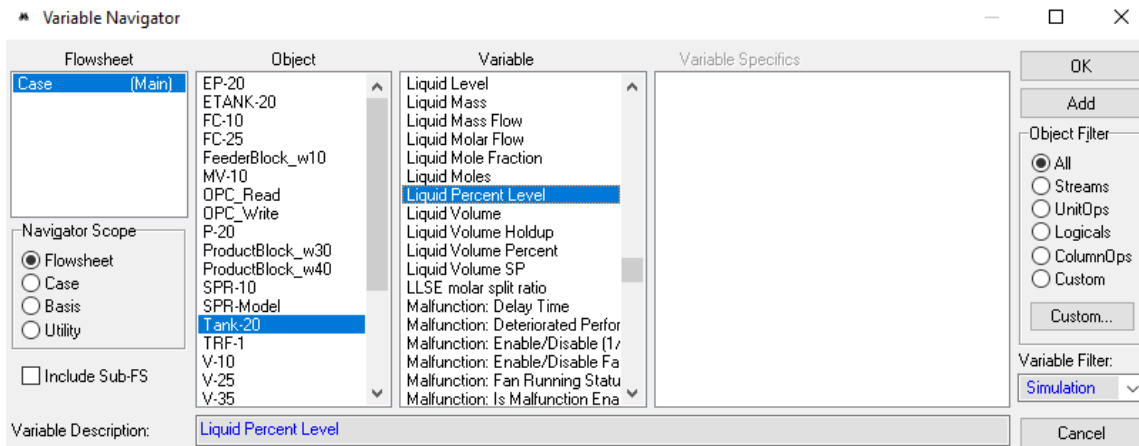 Variable Navigator
Flowsheet
Case (Main)
Navigator Scope
Flowsheet
Case
Basis
Utility
Include Sub-FS
Object
EP-20
ETANK-20
FC-10
FC-25
FeederBlock_w10
MV-10
OPC_Read
OPC_Write
P-20
ProductBlock_w30
ProductBlock_w40
SPR-10
SPR-Model
Tank-20
TRF-1
V-10
V-25
V-35
Variable
Liquid Level
Liquid Mass
Liquid Mass Flow
Liquid Molar Flow
Liquid Mole Fraction
Liquid Moles
Liquid Percent Level
Liquid Volume
Liquid Volume Holdup
Liquid Volume Percent
Liquid Volume SP
LLSE molar split ratio
Malfunction: Delay Time
Malfunction: Deteriorated Perfor
Malfunction: Enable/Disable (1/
Malfunction: Enable/Disable Fa
Malfunction: Fan Running Statu
Malfunction: Is Malfunction Ena
Variable Specifics
OK
Add
Object Filter
All
Streams
UnitOps
Logicals
ColumnOps
Custom
Custom...
Variable Filter:
Simulation
Cancel
Variable Description:
Liquid Percent Level